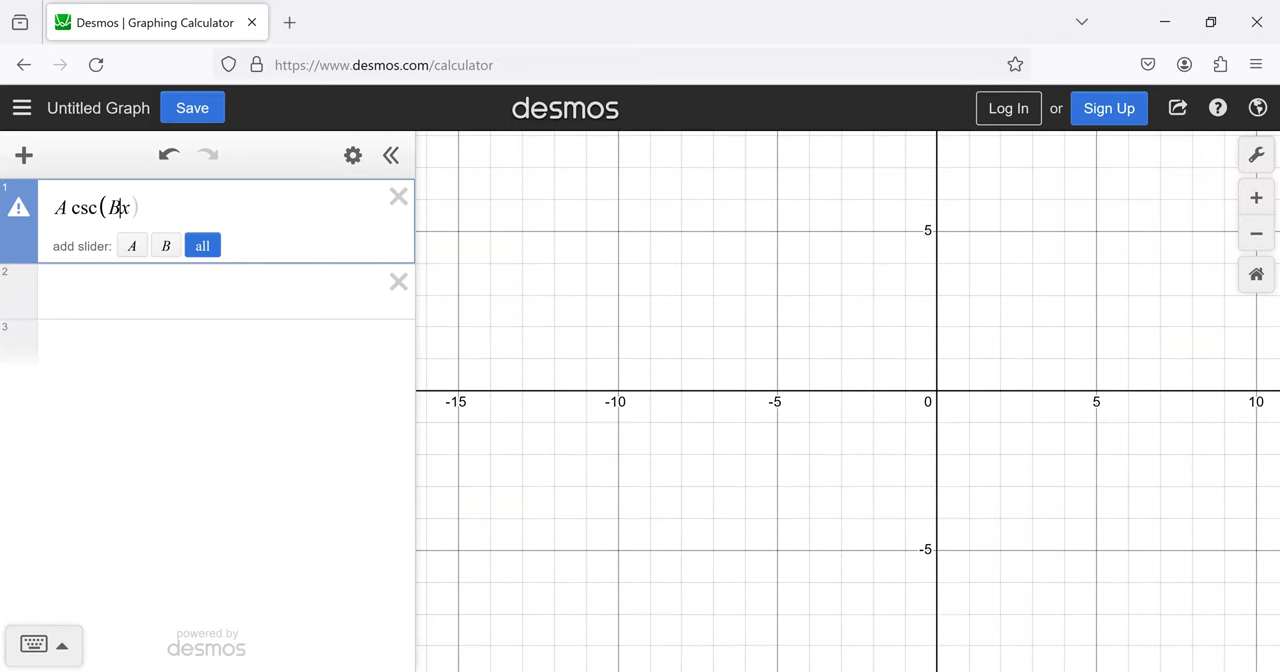 Desmos | Graphing Calculator
https://www.desmos.com/calculator
Untitled Graph Save desmos Log In or Sign Up
1
A csc(Bx)
add slider: A B all
2
3
5
-15 -10 -5 0 5 10
-5
powered by
desmos